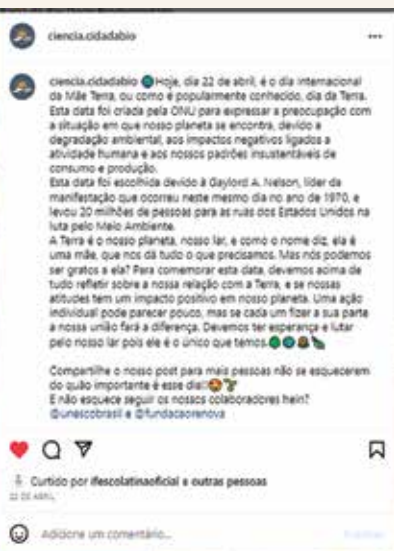 ciencia.cidadabio
ciencia.cidadabio Hoje, dia 22 de abril, é o dia internacional
da Mãe Terra, ou como é popularmente conhecido, dia da Terra.
Esta data foi criada pela ONU para expressar a preocupação com
a situação em que nosso planeta se encontra, devido a
degradação ambiental, aos impactos negativos ligados a
atividade humana e aos nossos padrões insustentáveis de
consumo e produção.
Esta data foi escolhida devido à Gaylord A. Nelson, líder da
manifestação que ocorreu neste mesmo dia no ano de 1970, e
levou 20 milhões de pessoas para as ruas dos Estados Unidos na
luta pelo Meio Ambiente.
A Terra é o nosso planeta, nosso lar, e como o nome diz, ela é
uma mãe, que nos dá tudo o que precisamos. Mas nós podemos
ser gratos a ela? Para comemorar esta data, devemos acima de
tudo refletir sobre a nossa relação com a Terra, e se nossas
atitudes tem um impacto positivo em nosso planeta. Uma ação
individual pode parecer pouco, mas se cada um fizer a sua parte
a nossa união fará a diferença. Devemos ter esperança e lutar
pelo nosso lar pois ele é o único que temos.
Compartilhe o nosso post para mais pessoas não se esquecerem
do quão importante é esse dia!!
E não esquece seguir os nossos colaboradores hein?
@unescobrasil e @fundacaorenova
Curtido por ifescolatinaoficial e outras pessoas
22 DE ABRIL
Adicione um comentário...